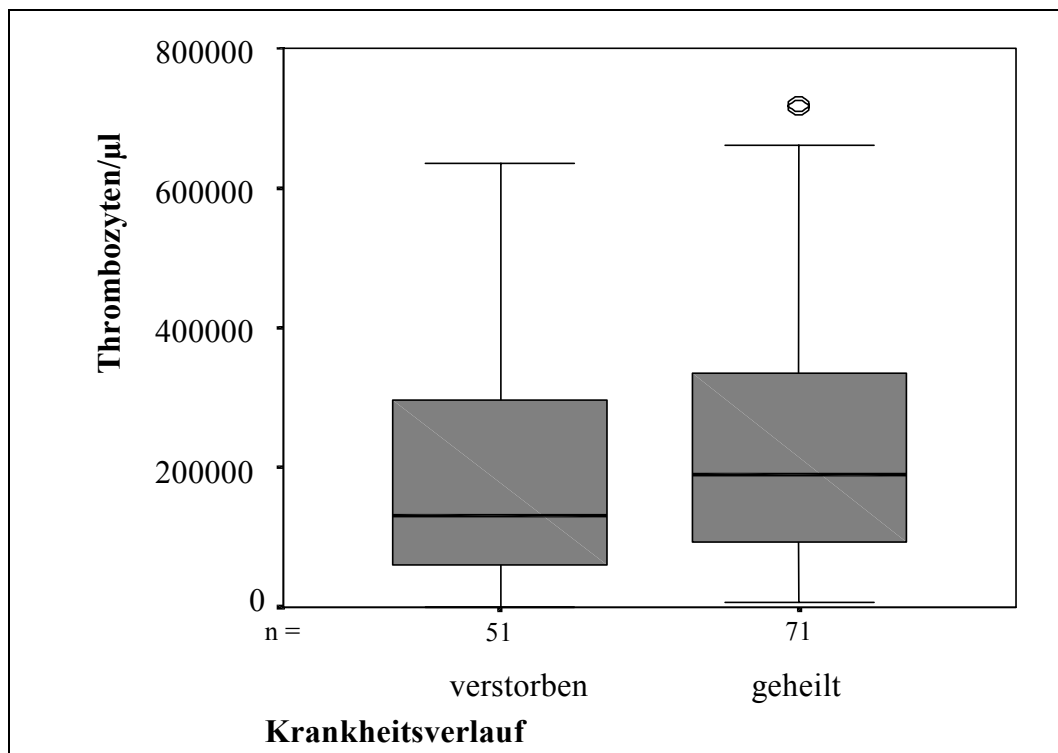 Thrombozyten/µl
800000
600000
400000
200000
0
n =
51
71
verstorben
geheilt
Krankheitsverlauf